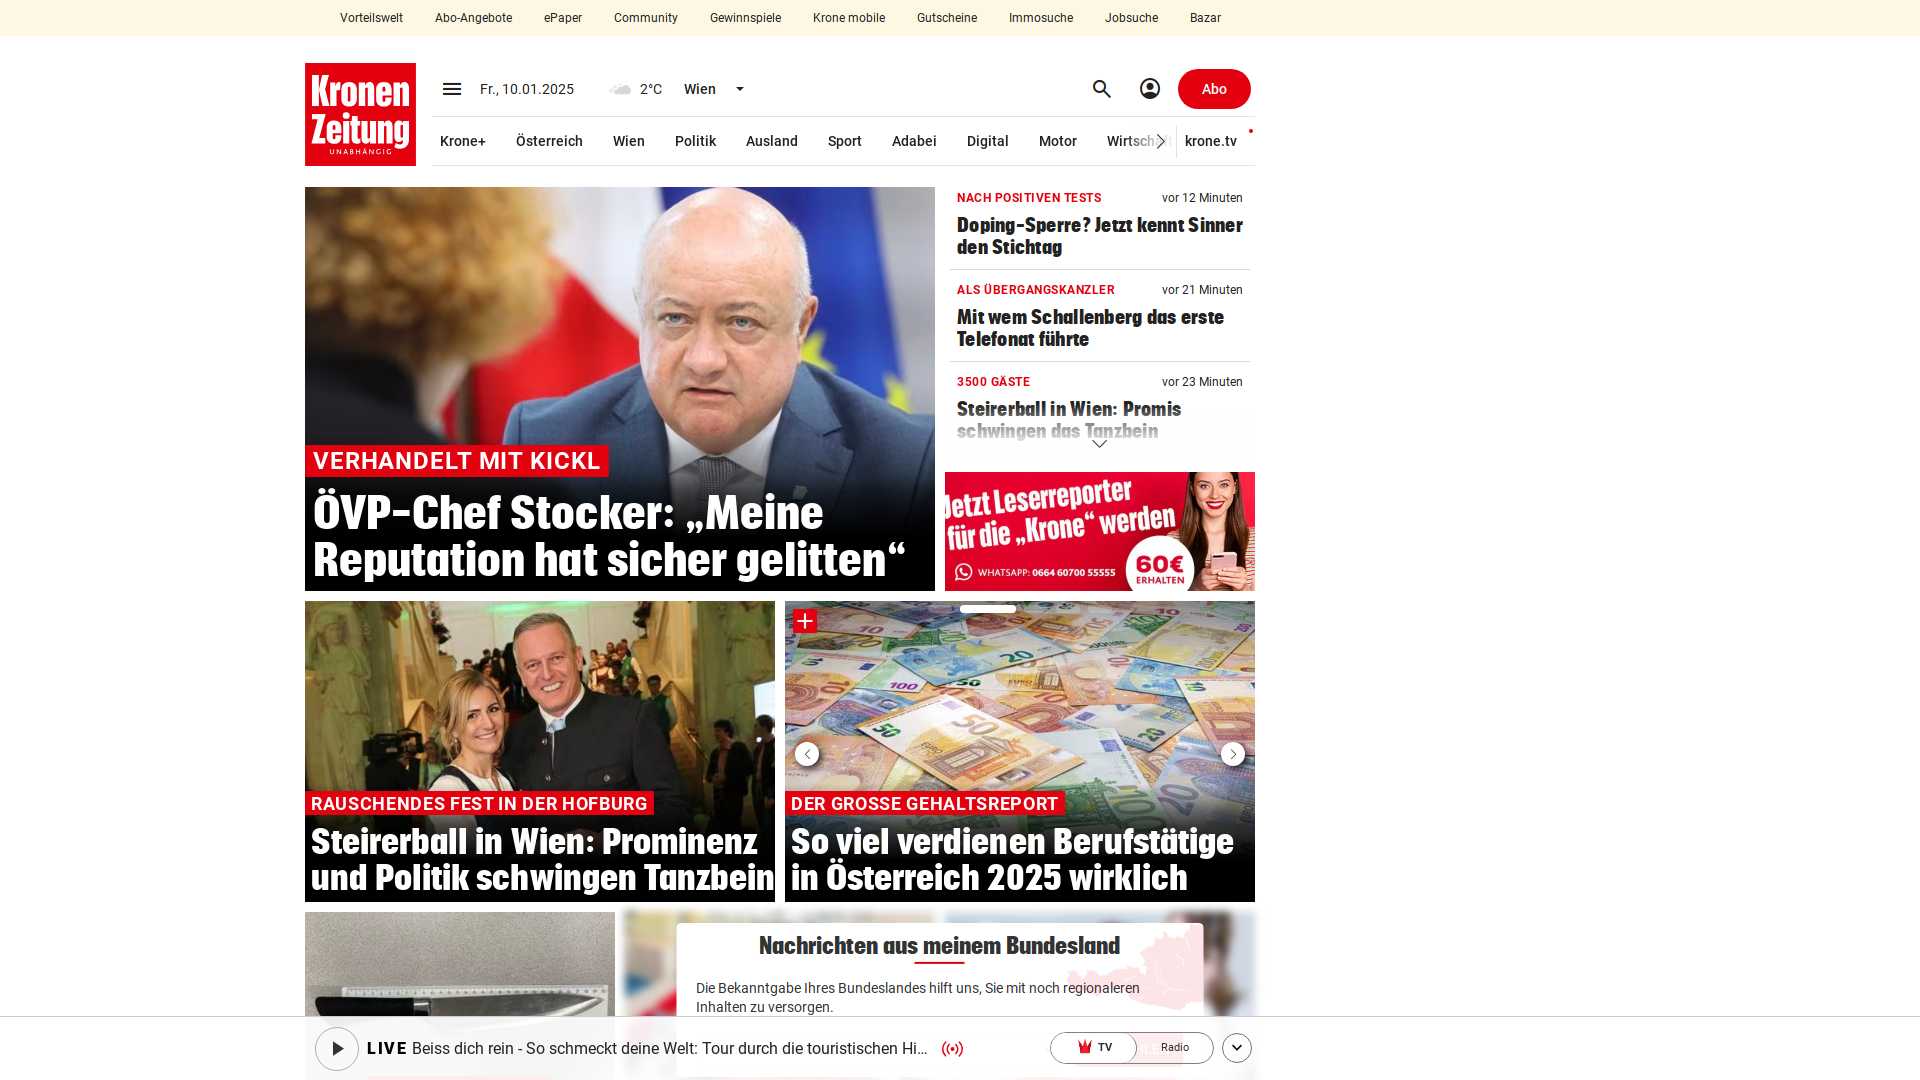 Vorteilswelt Abo-Angebote ePaper Community Gewinnspiele Krone mobile Gutscheine Immosuche Jobsuche Bazar
Kronen
Zeitung
UNABHÄNGIG
Fr., 10.01.2025 2°C Wien Abo
Krone+ Österreich Wien Politik Ausland Sport Adabei Digital Motor Wirtschaft krone.tv
VERHANDELT MIT KICKL
ÖVP-Chef Stocker: „Meine
Reputation hat sicher gelitten“
NACH POSITIVEN TESTS vor 12 Minuten
Doping-Sperre? Jetzt kennt Sinner
den Stichtag
ALS ÜBERGANGSKANZLER vor 21 Minuten
Mit wem Schallenberg das erste
Telefonat führte
3500 GÄSTE vor 23 Minuten
Steirerball in Wien: Promis
schwingen das Tanzbein
Jetzt Leserreporter
für die „Krone“ werden
WHATSAPP: 0664 60700 55555
60€
ERHALTEN
RAUSCHENDES FEST IN DER HOFBURG
Steirerball in Wien: Prominenz
und Politik schwingen Tanzbein
DER GROSSE GEHALTSREPORT
So viel verdienen Berufstätige
in Österreich 2025 wirklich
Nachrichten aus meinem Bundesland
Die Bekanntgabe Ihres Bundeslandes hilft uns, Sie mit noch regionaleren
Inhalten zu versorgen.
LIVE Beiss dich rein - So schmeckt deine Welt: Tour durch die touristischen Hi...
TV Radio